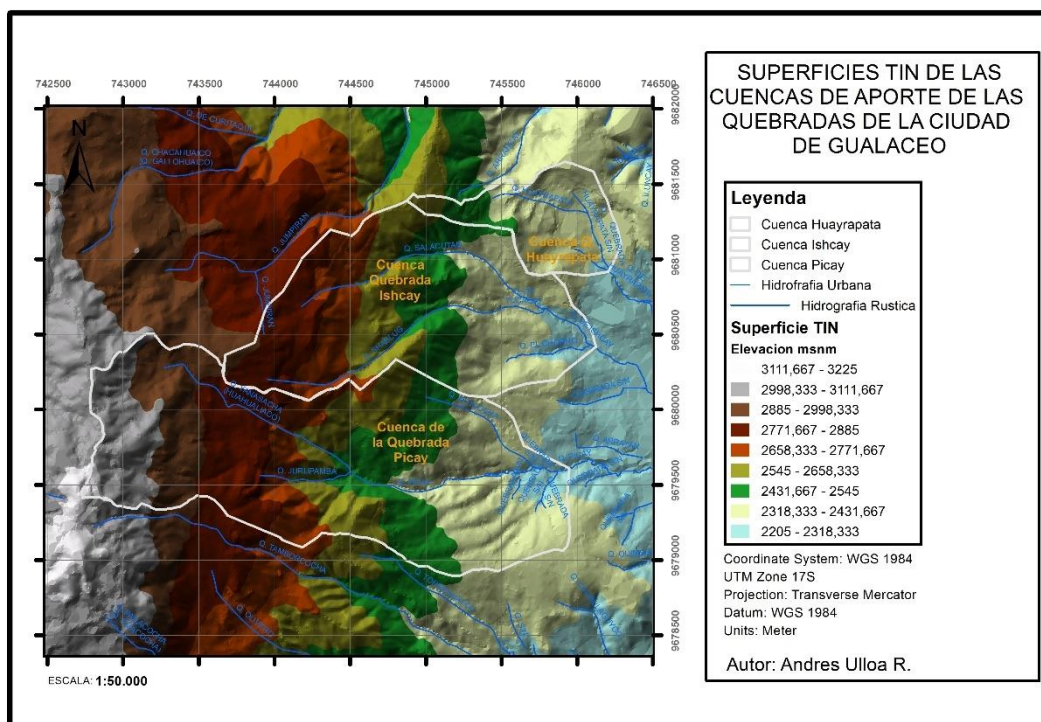 SUPERFICIES TIN DE LAS
CUENCAS DE APORTE DE LAS
QUEBRADAS DE LA CIUDAD
DE GUALACEO
742500 743000 743500 744000 744500 745000 745500 746000 746500
9682000
9681500
9681000
9680500
9680000
9679500
9679000
9678500
N
Q. CHACAHUAICO
Q. JUMPIRAN
Q. SALACUTAS
Cuenca
Quebrada
Ishcay
Huayrapata
Cuenca de
la Quebrada
Picay
Q. JURUPAMBA
QUEBRADA
ESCALA: 1:50.000
Leyenda
Cuenca Huayrapata
Cuenca Ishcay
Cuenca Picay
Hidrofrafia Urbana
Hidrografia Rustica
Superficie TIN
Elevacion msnm
3111,667 - 3225
2998,333 - 3111,667
2885 - 2998,333
2771,667 - 2885
2658,333 - 2771,667
2545 - 2658,333
2431,667 - 2545
2318,333 - 2431,667
2205 - 2318,333
Coordinate System: WGS 1984
UTM Zone 17S
Projection: Transverse Mercator
Datum: WGS 1984
Units: Meter
Autor: Andres Ulloa R.